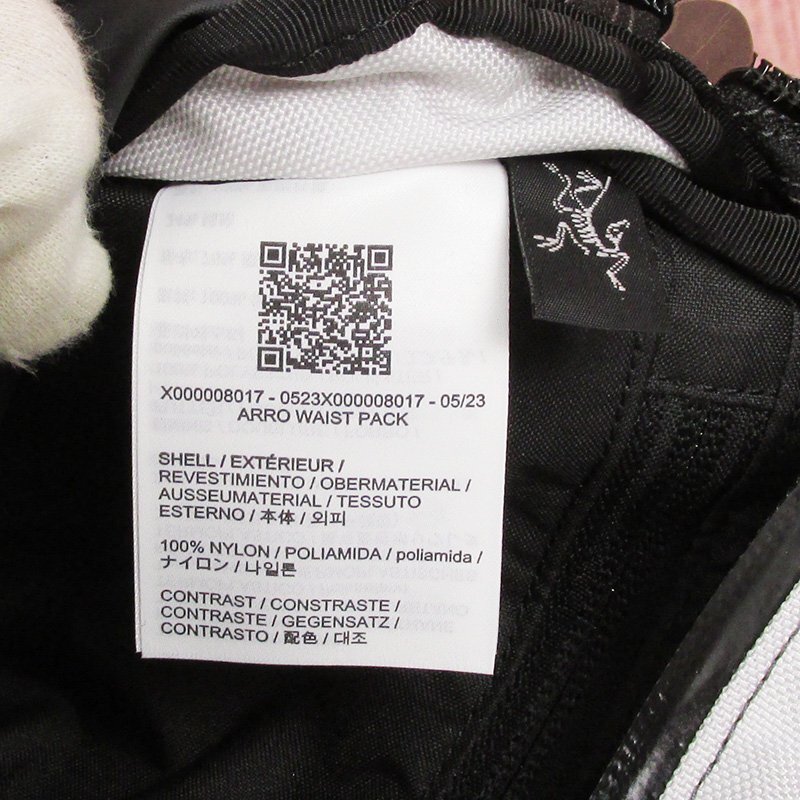 X000008017 - 0523X000008017 - 05/23
ARRO WAIST PACK
SHELL / EXTÉRIEUR /
REVESTIMIENTO / OBERMATERIAL /
AUSSEUMATERIAL / TESSUTO
ESTERNO / 本体 / 외피
100% NYLON / POLIAMIDA / poliamida /
ナイロン / 나일론
CONTRAST / CONSTRASTE /
CONTRASTE / GEGENSATZ /
CONTRASTO / 配色 / 대조